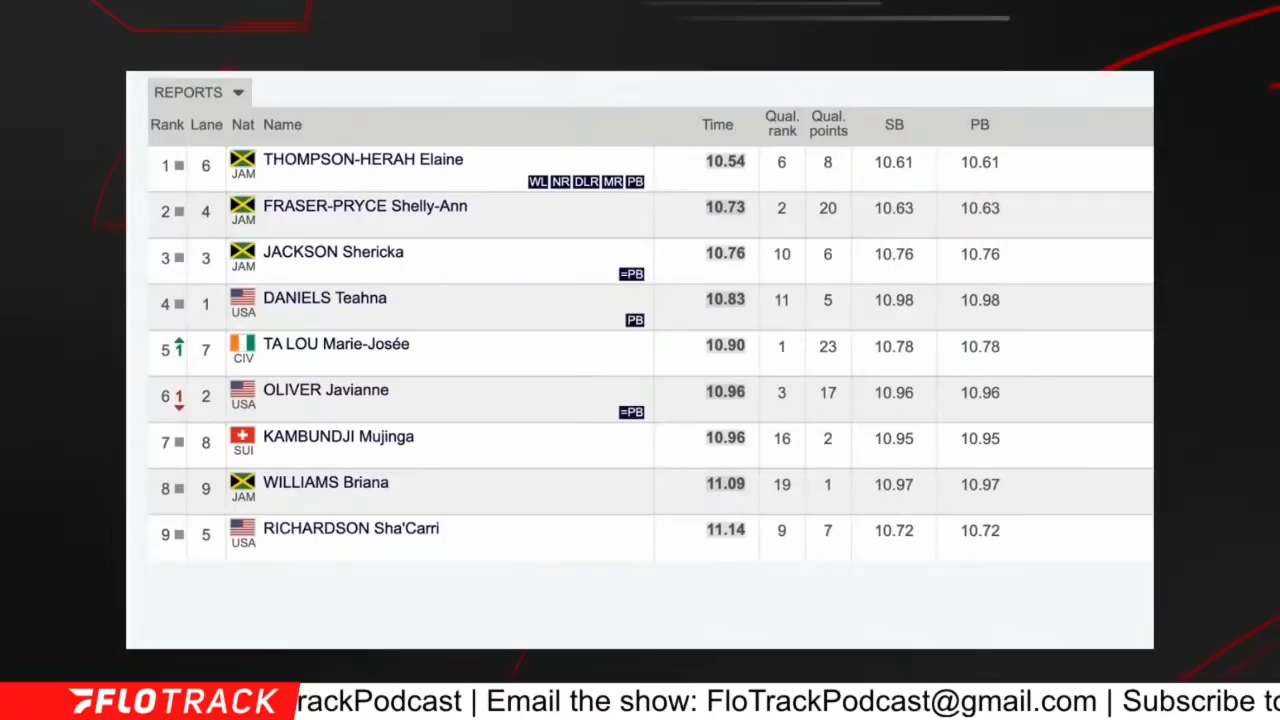 REPORTS
Rank Lane Nat Name Time Qual. rank Qual. points SB PB
1 6 JAM THOMPSON-HERAH Elaine WL NR DLR MR PB 10.54 6 8 10.61 10.61
2 4 JAM FRASER-PRYCE Shelly-Ann 10.73 2 20 10.63 10.63
3 3 JAM JACKSON Shericka =PB 10.76 10 6 10.76 10.76
4 1 USA DANIELS Teahna PB 10.83 11 5 10.98 10.98
5 1 7 CIV TA LOU Marie-Josée 10.90 1 23 10.78 10.78
6 1 2 USA OLIVER Javianne =PB 10.96 3 17 10.96 10.96
7 8 SUI KAMBUNDJI Mujinga 10.96 16 2 10.95 10.95
8 9 JAM WILLIAMS Briana 11.09 19 1 10.97 10.97
9 5 USA RICHARDSON Sha'Carri 11.14 9 7 10.72 10.72
FLOTRACK rackPodcast | Email the show: FloTrackPodcast@gmail.com | Subscribe to